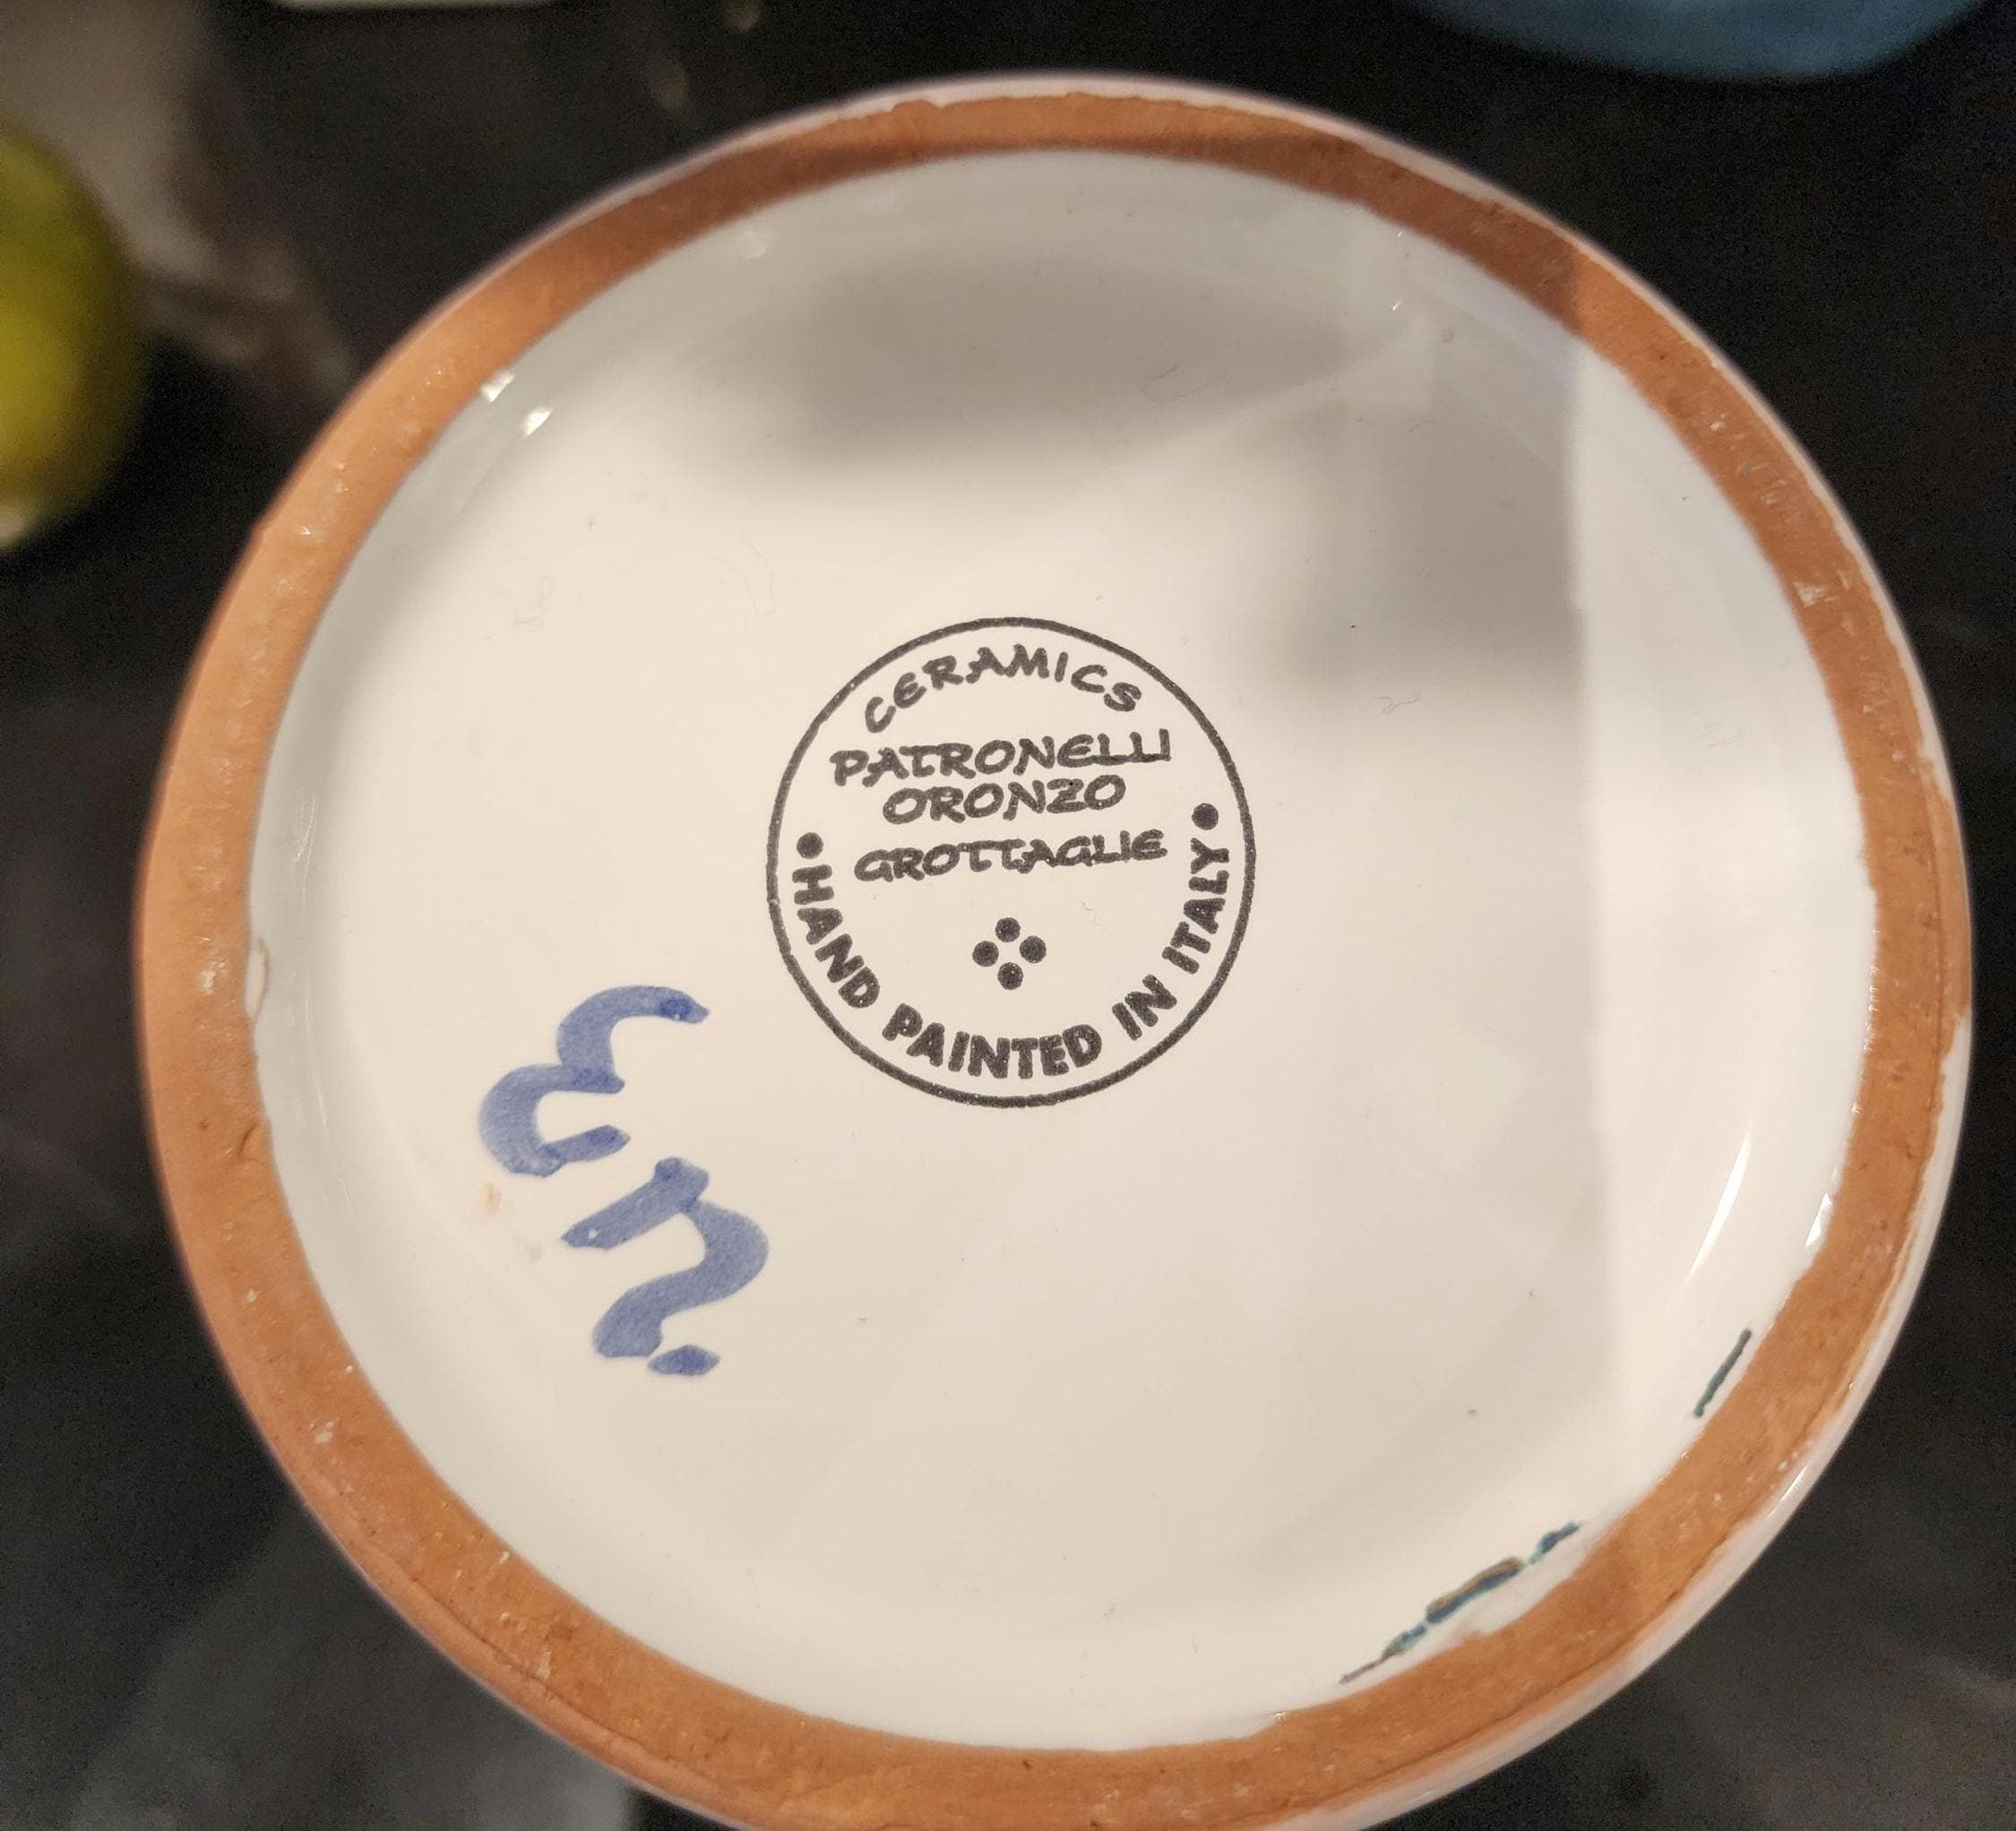 CERAMICS
PATRONELLI
ORONZO
GROTTAGLIE
• HAND PAINTED IN ITALY •